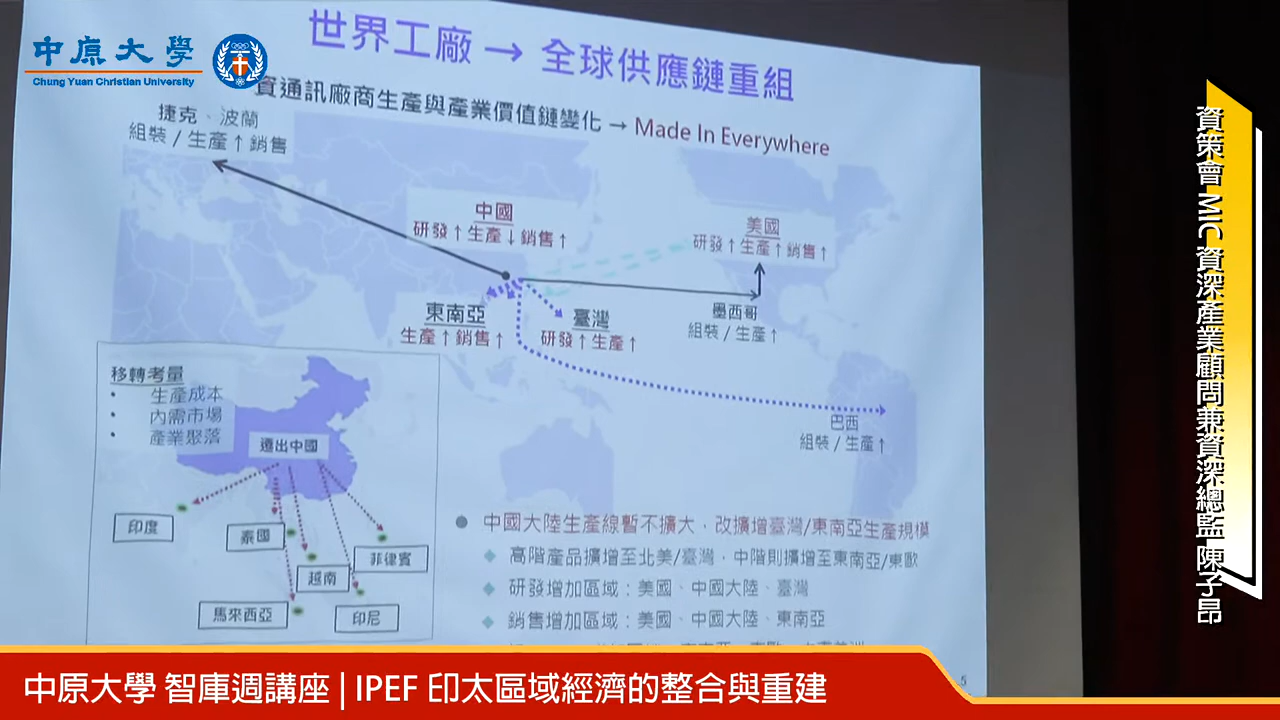 中原大學
Chung Yuan Christian University
世界工廠 → 全球供應鏈重組
資通訊廠商生產與產業價值鏈變化 → Made In Everywhere
捷克、波蘭
組裝 / 生產↑銷售
中國
研發↑生產↓銷售↑
美國
研發↑生產↑銷售↑
東南亞
生產↑銷售↑
臺灣
研發↑生產↑
墨西哥
組裝 / 生產↑
巴西
組裝 / 生產↑
移轉考量
• 生產成本
• 內需市場
• 產業聚落
遷出中國
印度
泰國
菲律賓
越南
馬來西亞
印尼
● 中國大陸生產線暫不擴大，改擴增臺灣/東南亞生產規模
◆ 高階產品擴增至北美/臺灣，中階則擴增至東南亞/東歐
◆ 研發增加區域：美國、中國大陸、臺灣
◆ 銷售增加區域：美國、中國大陸、東南亞
5
資策會 MIC 資深產業顧問兼資深總監 陳子昂
中原大學 智庫週講座 | IPEF 印太區域經濟的整合與重建